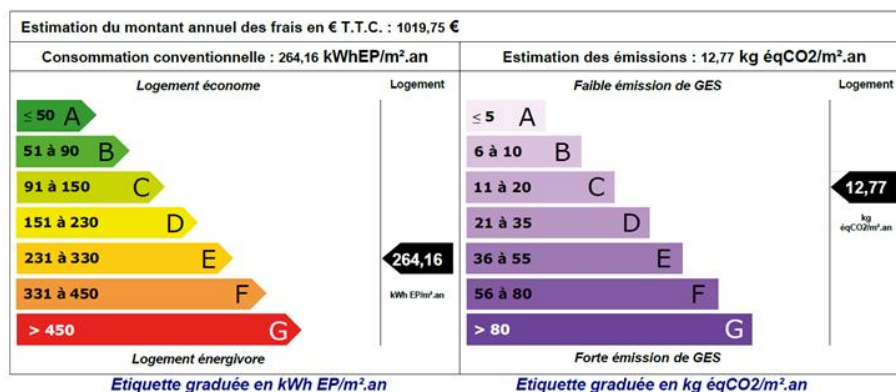 Estimation du montant annuel des frais en € T.T.C. : 1019,75 €
Consommation conventionnelle : 264,16 kWhEP/m².an
Logement économe
Logement
≤ 50 A
51 à 90 B
91 à 150 C
151 à 230 D
231 à 330 E
331 à 450 F
> 450 G
264,16
kWh EP/m².an
Logement énergivore
Etiquette graduée en kWh EP/m².an
Estimation des émissions : 12,77 kg éqCO2/m².an
Faible émission de GES
Logement
≤ 5 A
6 à 10 B
11 à 20 C
21 à 35 D
36 à 55 E
56 à 80 F
> 80 G
12,77
kg
éqCO2/m².an
Forte émission de GES
Etiquette graduée en kg éqCO2/m².an